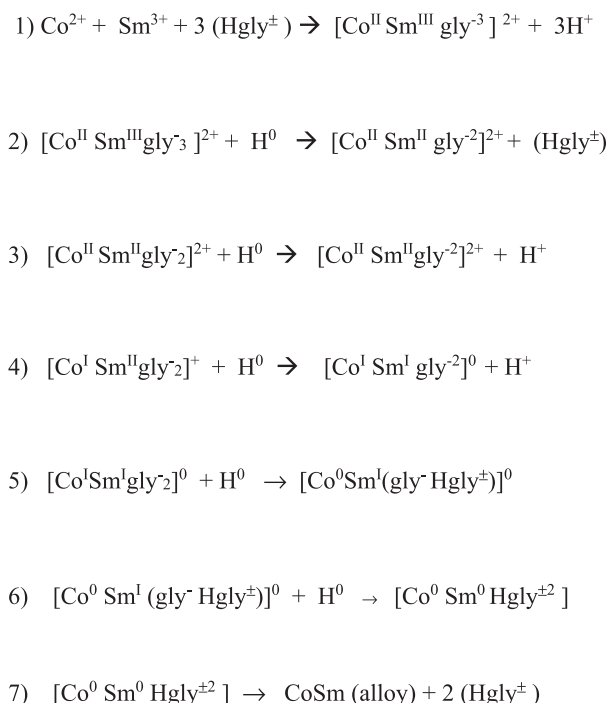 1) Co²⁺ + Sm³⁺ + 3 (Hgly^± ) → [Co^II Sm^III gly^-3 ] ²⁺ + 3H⁺
2) [Co^II Sm^III gly⁻₃ ]²⁺ + H⁰ → [Co^II Sm^II gly^-2]²⁺ + (Hgly^±)
3) [Co^II Sm^II gly⁻₂]²⁺ + H⁰ → [Co^II Sm^II gly^-2]²⁺ + H⁺
4) [Co^I Sm^II gly⁻₂]⁺ + H⁰ → [Co^I Sm^I gly^-2]⁰ + H⁺
5) [Co^I Sm^I gly⁻₂]⁰ + H⁰ → [Co⁰Sm^I(gly⁻ Hgly^±)]⁰
6) [Co⁰ Sm^I (gly⁻ Hgly^±)]⁰ + H⁰ → [Co⁰ Sm⁰ Hgly^±2 ]
7) [Co⁰ Sm⁰ Hgly^±2 ] → CoSm (alloy) + 2 (Hgly^± )